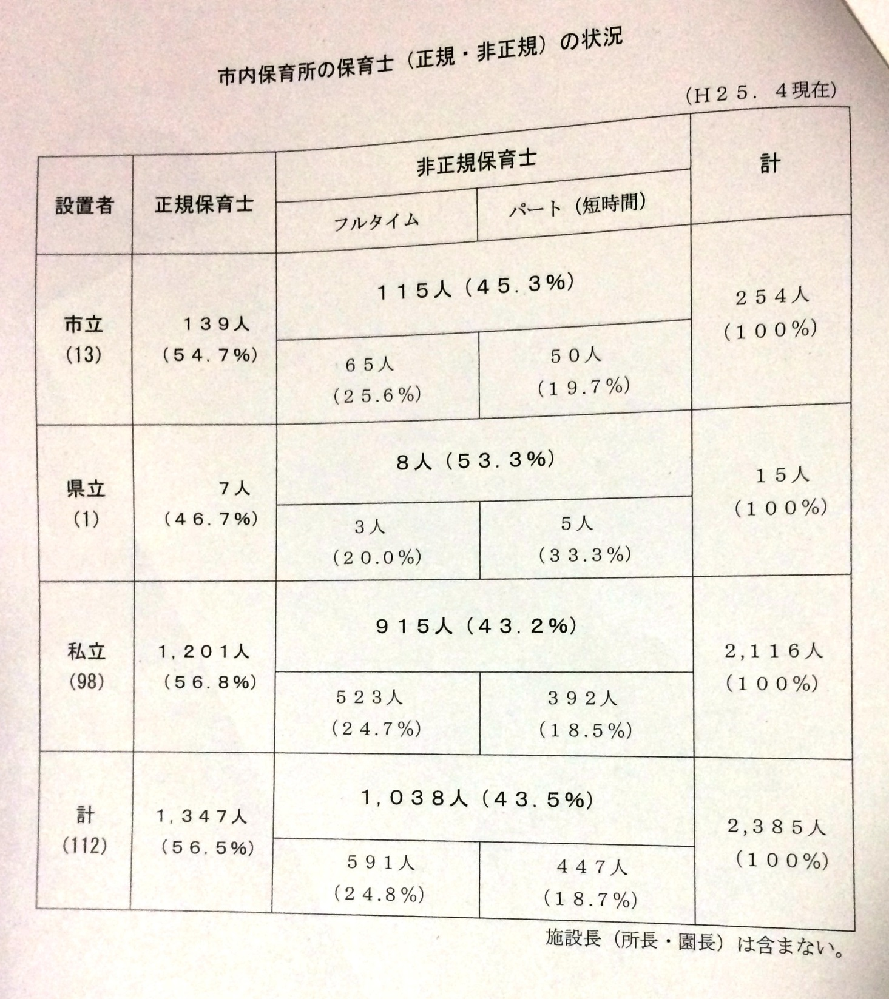 市内保育所の保育士（正規・非正規）の状況
（H25．4現在）
設置者
正規保育士
非正規保育士
計
フルタイム
パート（短時間）
市立
(13)
139人
(54.7%)
115人(45.3%)
65人
(25.6%)
50人
(19.7%)
254人
(100%)
県立
(1)
7人
(46.7%)
8人(53.3%)
3人
(20.0%)
5人
(33.3%)
15人
(100%)
私立
(98)
1,201人
(56.8%)
915人(43.2%)
523人
(24.7%)
392人
(18.5%)
2,116人
(100%)
計
(112)
1,347人
(56.5%)
1,038人(43.5%)
591人
(24.8%)
447人
(18.7%)
2,385人
(100%)
施設長（所長・園長）は含まない。